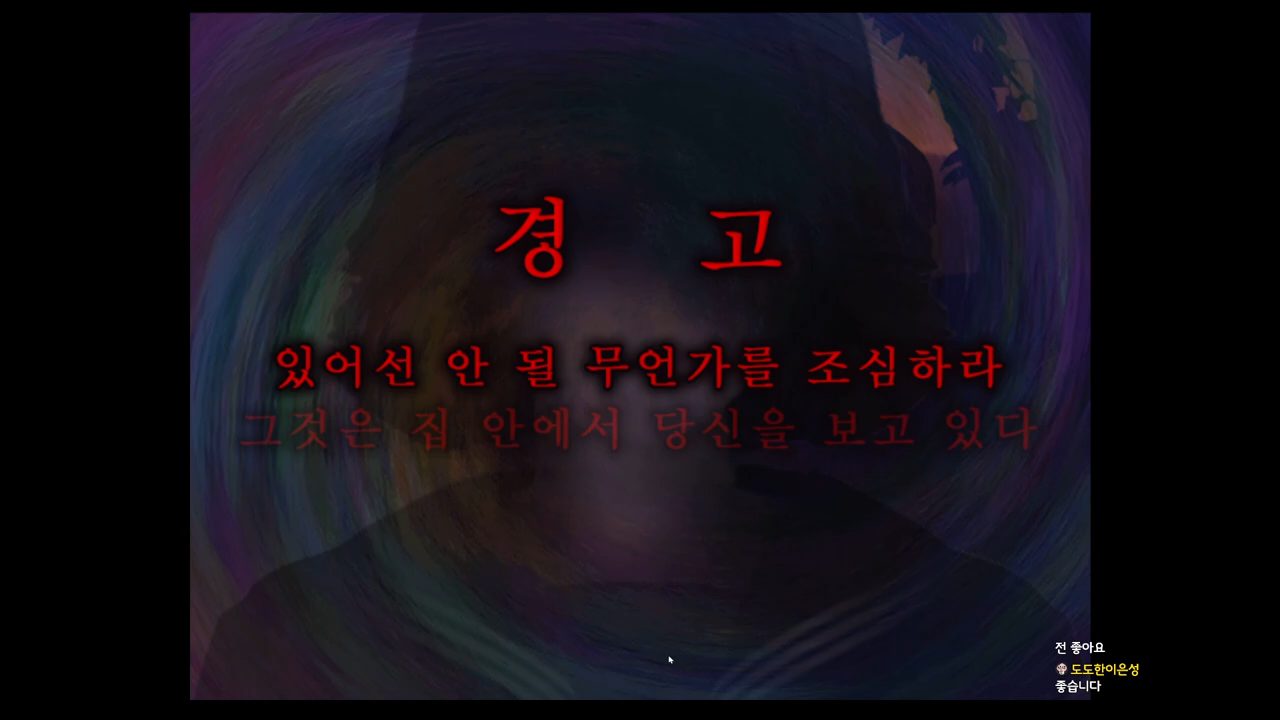 경 고
있어선 안 될 무언가를 조심하라
그것은 집 안에서 당신을 보고 있다
전 좋아요
도도한이은성
좋습니다